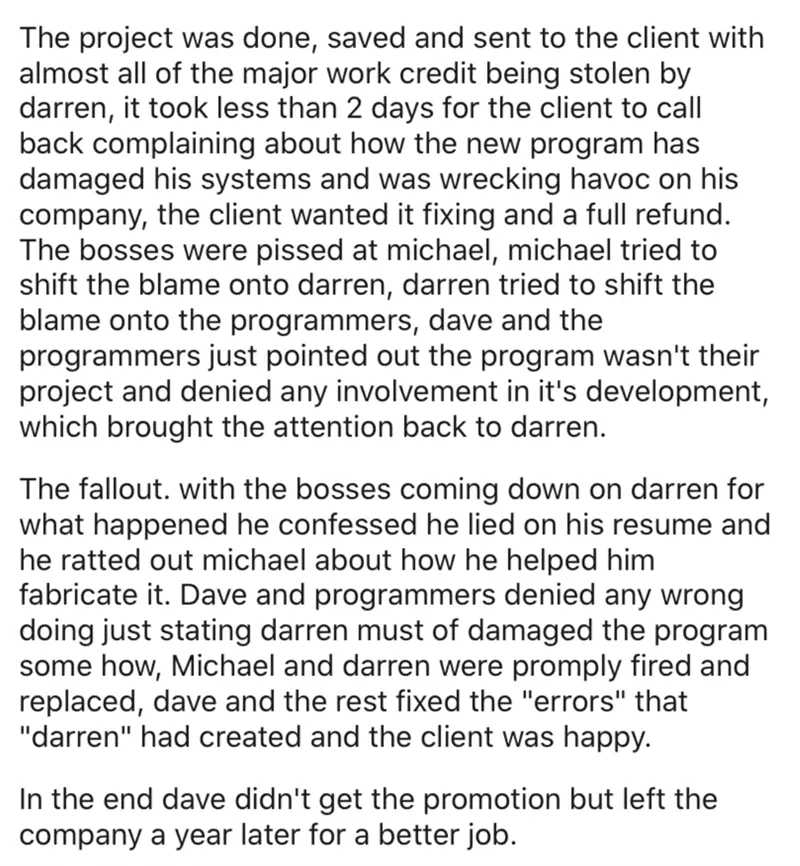 The project was done, saved and sent to the client with
almost all of the major work credit being stolen by
darren, it took less than 2 days for the client to call
back complaining about how the new program has
damaged his systems and was wrecking havoc on his
company, the client wanted it fixing and a full refund.
The bosses were pissed at michael, michael tried to
shift the blame onto darren, darren tried to shift the
blame onto the programmers, dave and the
programmers just pointed out the program wasn't their
project and denied any involvement in it's development,
which brought the attention back to darren.
The fallout. with the bosses coming down on darren for
what happened he confessed he lied on his resume and
he ratted out michael about how he helped him
fabricate it. Dave and programmers denied any wrong
doing just stating darren must of damaged the program
some how, Michael and darren were promply fired and
replaced, dave and the rest fixed the "errors" that
"darren" had created and the client was happy.
In the end dave didn't get the promotion but left the
company a year later for a better job.